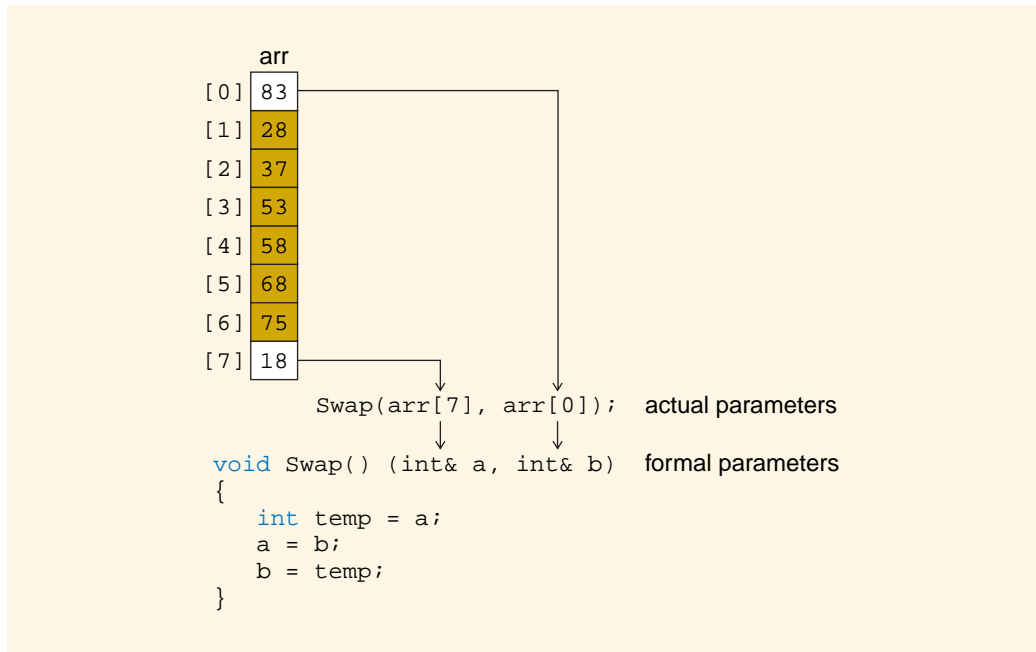 arr
[0] 83
[1] 28
[2] 37
[3] 53
[4] 58
[5] 68
[6] 75
[7] 18
Swap(arr[7], arr[0]); actual parameters
void Swap() (int& a, int& b) formal parameters
{
int temp = a;
a = b;
b = temp;
}